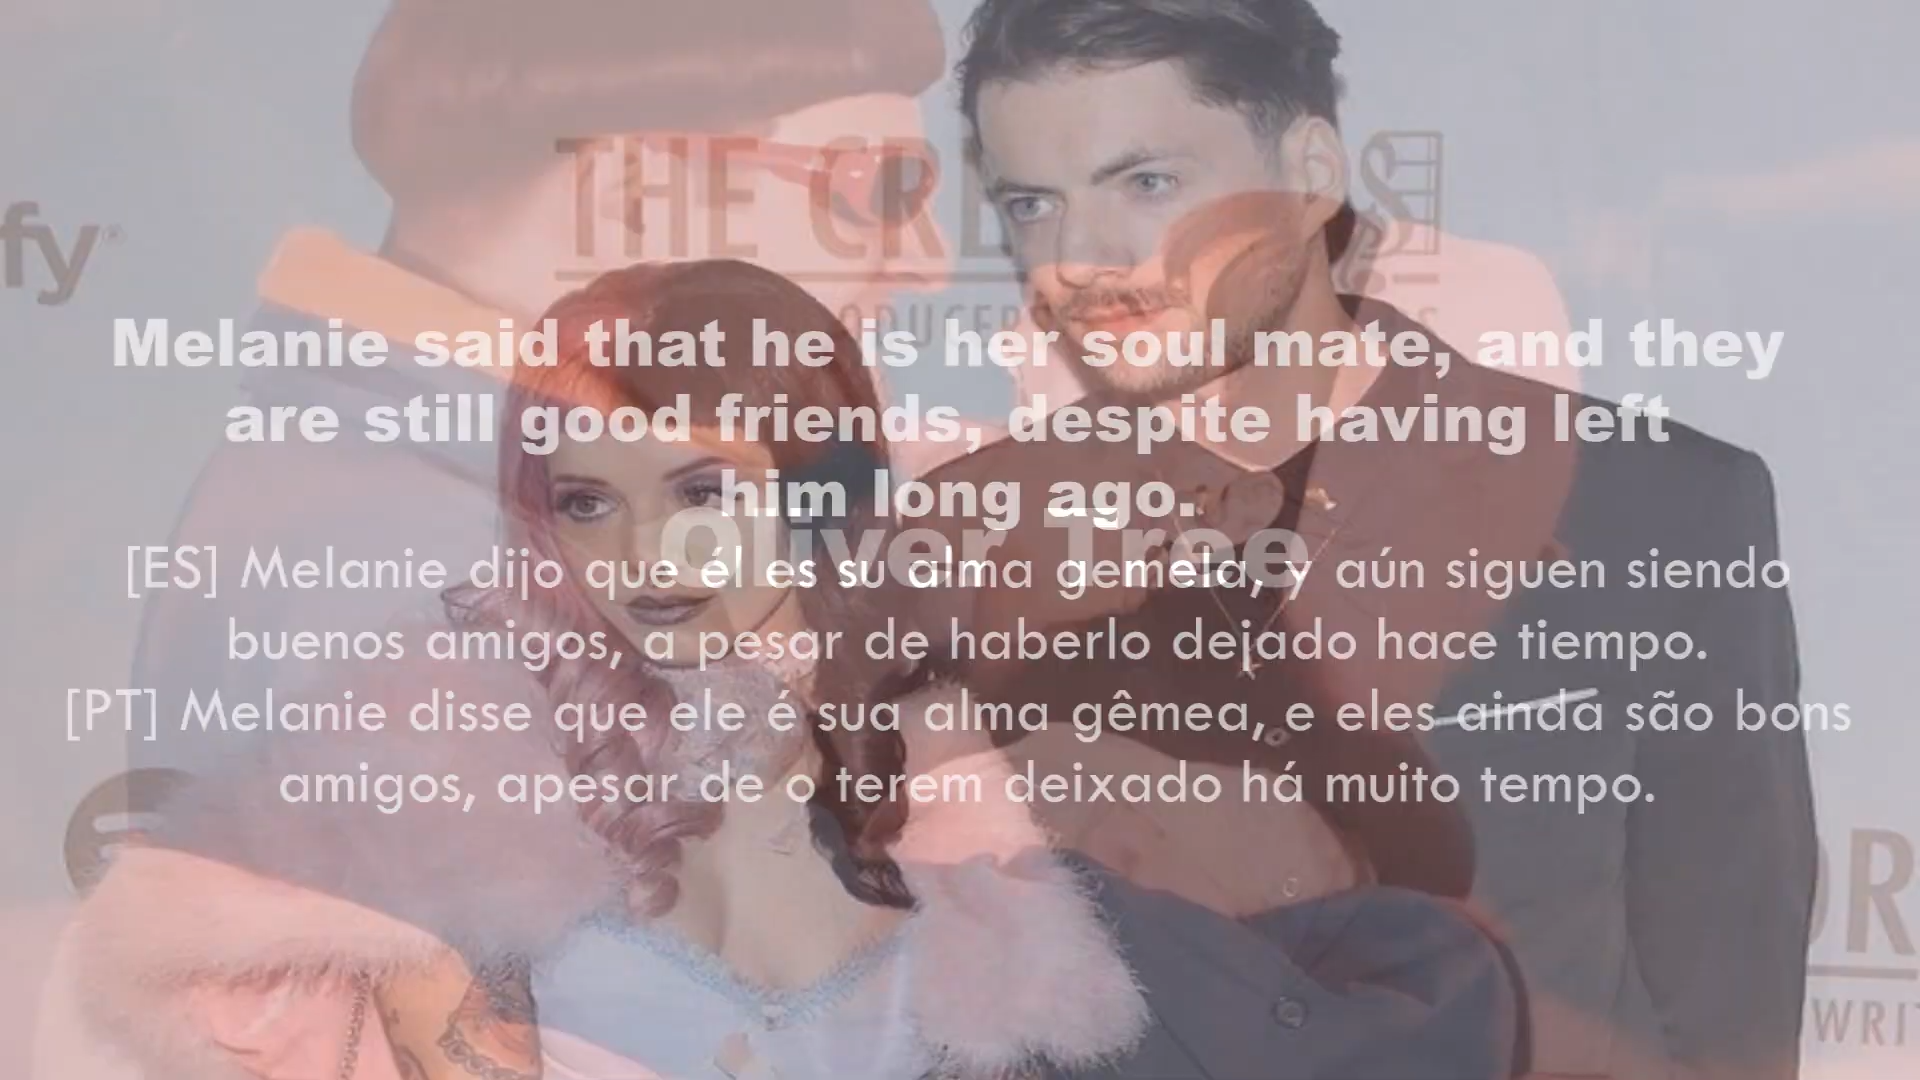 fy
THE CRE
Melanie said that he is her soul mate, and they
are still good friends, despite having left
him long ago.
Oliver Tree
[ES] Melanie dijo que él es su alma gemela, y aún siguen siendo
buenos amigos, a pesar de haberlo dejado hace tiempo.
[PT] Melanie disse que ele é sua alma gêmea, e eles ainda são bons
amigos, apesar de o terem deixado há muito tempo.
OR
WRI